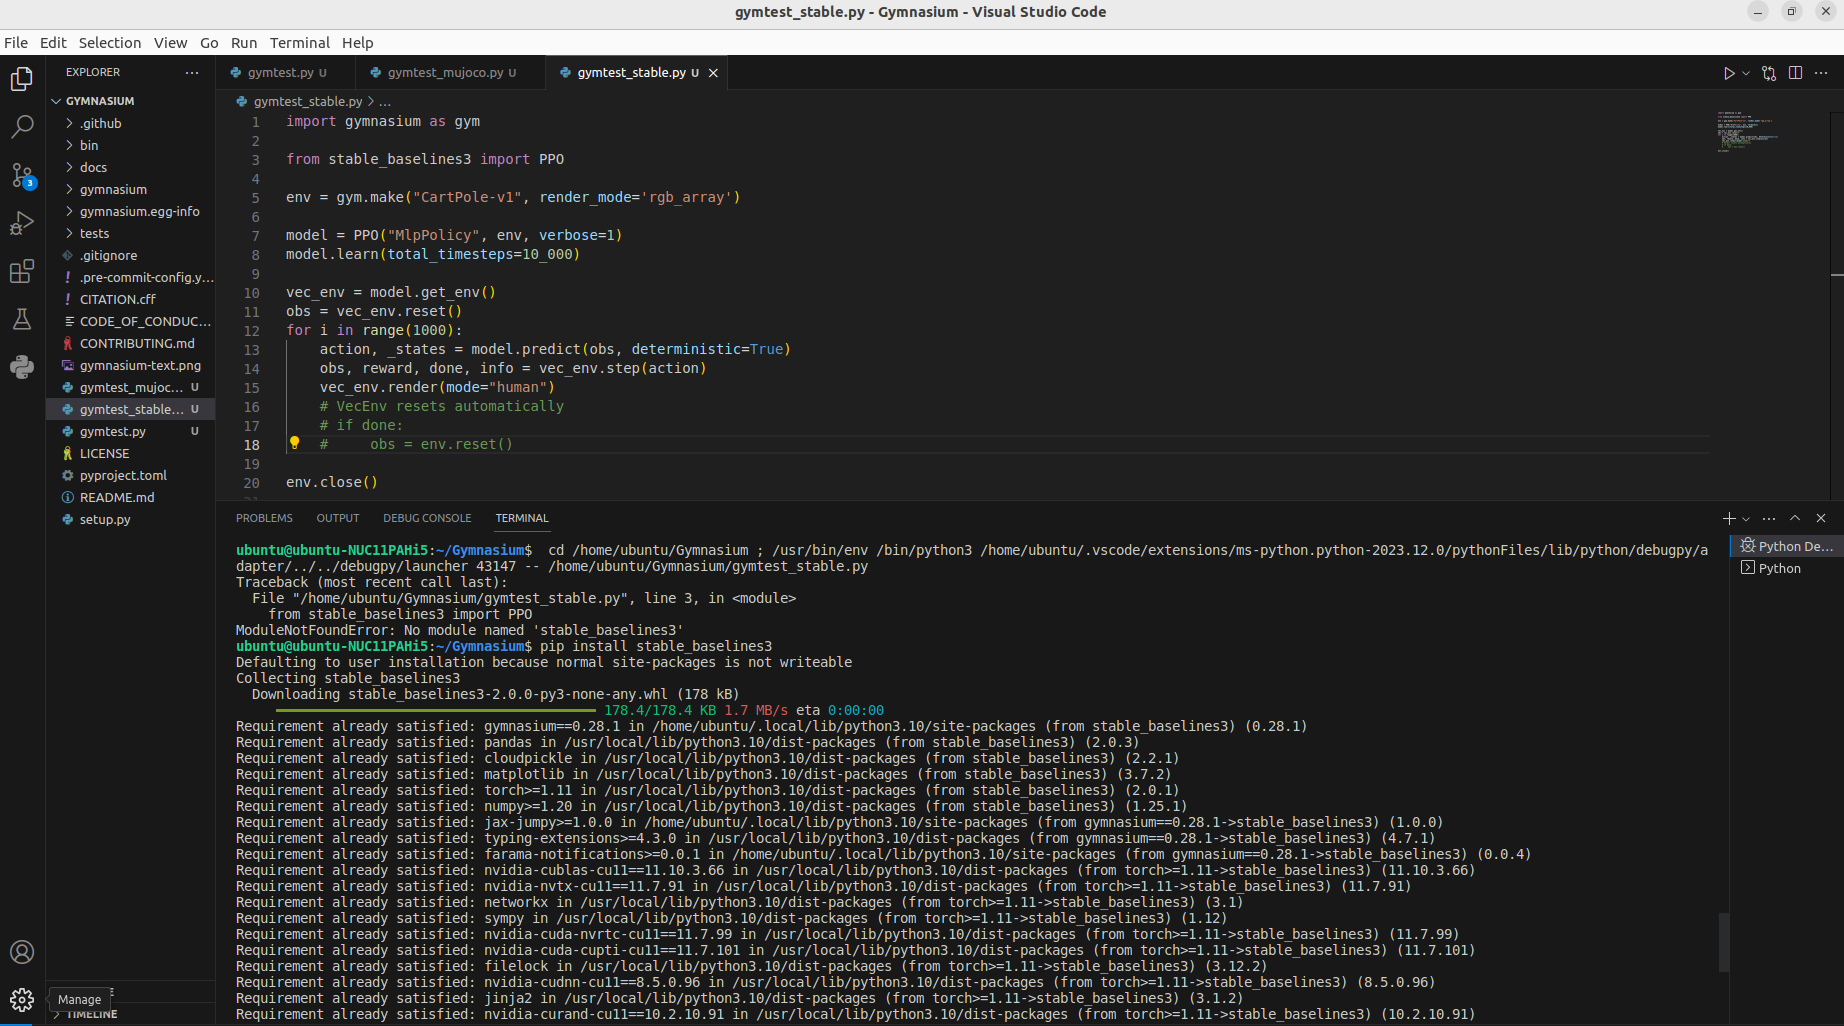 gymtest_stable.py - Gymnasium - Visual Studio Code
File Edit Selection View Go Run Terminal Help
EXPLORER
GYMNASIUM
.github
bin
docs
gymnasium
gymnasium.egg-info
tests
.gitignore
.pre-commit-config.y...
CITATION.cff
CODE_OF_CONDUC...
CONTRIBUTING.md
gymnasium-text.png
gymtest_mujoc... U
gymtest_stable... U
gymtest.py U
LICENSE
pyproject.toml
README.md
setup.py
3
Manage
TIMELINE
gymtest.py U gymtest_mujoco.py U gymtest_stable.py U
gymtest_stable.py > ...
1 import gymnasium as gym
2
3 from stable_baselines3 import PPO
4
5 env = gym.make("CartPole-v1", render_mode='rgb_array')
6
7 model = PPO("MlpPolicy", env, verbose=1)
8 model.learn(total_timesteps=10_000)
9
10 vec_env = model.get_env()
11 obs = vec_env.reset()
12 for i in range(1000):
13 action, _states = model.predict(obs, deterministic=True)
14 obs, reward, done, info = vec_env.step(action)
15 vec_env.render(mode="human")
16 # VecEnv resets automatically
17 # if done:
18 #     obs = env.reset()
19
20 env.close()
PROBLEMS OUTPUT DEBUG CONSOLE TERMINAL
Python De...
Python
ubuntu@ubuntu-NUC11PAHi5:~/Gymnasium$  cd /home/ubuntu/Gymnasium ; /usr/bin/env /bin/python3 /home/ubuntu/.vscode/extensions/ms-python.python-2023.12.0/pythonFiles/lib/python/debugpy/a
dapter/../../debugpy/launcher 43147 -- /home/ubuntu/Gymnasium/gymtest_stable.py
Traceback (most recent call last):
File "/home/ubuntu/Gymnasium/gymtest_stable.py", line 3, in <module>
from stable_baselines3 import PPO
ModuleNotFoundError: No module named 'stable_baselines3'
ubuntu@ubuntu-NUC11PAHi5:~/Gymnasium$ pip install stable_baselines3
Defaulting to user installation because normal site-packages is not writeable
Collecting stable_baselines3
Downloading stable_baselines3-2.0.0-py3-none-any.whl (178 kB)
178.4/178.4 KB 1.7 MB/s eta 0:00:00
Requirement already satisfied: gymnasium==0.28.1 in /home/ubuntu/.local/lib/python3.10/site-packages (from stable_baselines3) (0.28.1)
Requirement already satisfied: pandas in /usr/local/lib/python3.10/dist-packages (from stable_baselines3) (2.0.3)
Requirement already satisfied: cloudpickle in /usr/local/lib/python3.10/dist-packages (from stable_baselines3) (2.2.1)
Requirement already satisfied: matplotlib in /usr/local/lib/python3.10/dist-packages (from stable_baselines3) (3.7.2)
Requirement already satisfied: torch>=1.11 in /usr/local/lib/python3.10/dist-packages (from stable_baselines3) (2.0.1)
Requirement already satisfied: numpy>=1.20 in /usr/local/lib/python3.10/dist-packages (from stable_baselines3) (1.25.1)
Requirement already satisfied: jax-jumpy>=1.0.0 in /home/ubuntu/.local/lib/python3.10/site-packages (from gymnasium==0.28.1->stable_baselines3) (1.0.0)
Requirement already satisfied: typing-extensions>=4.3.0 in /usr/local/lib/python3.10/dist-packages (from gymnasium==0.28.1->stable_baselines3) (4.7.1)
Requirement already satisfied: farama-notifications>=0.0.1 in /home/ubuntu/.local/lib/python3.10/site-packages (from gymnasium==0.28.1->stable_baselines3) (0.0.4)
Requirement already satisfied: nvidia-cublas-cu11==11.10.3.66 in /usr/local/lib/python3.10/dist-packages (from torch>=1.11->stable_baselines3) (11.10.3.66)
Requirement already satisfied: nvidia-nvtx-cu11==11.7.91 in /usr/local/lib/python3.10/dist-packages (from torch>=1.11->stable_baselines3) (11.7.91)
Requirement already satisfied: networkx in /usr/local/lib/python3.10/dist-packages (from torch>=1.11->stable_baselines3) (3.1)
Requirement already satisfied: sympy in /usr/local/lib/python3.10/dist-packages (from torch>=1.11->stable_baselines3) (1.12)
Requirement already satisfied: nvidia-cuda-nvrtc-cu11==11.7.99 in /usr/local/lib/python3.10/dist-packages (from torch>=1.11->stable_baselines3) (11.7.99)
Requirement already satisfied: nvidia-cuda-cupti-cu11==11.7.101 in /usr/local/lib/python3.10/dist-packages (from torch>=1.11->stable_baselines3) (11.7.101)
Requirement already satisfied: filelock in /usr/local/lib/python3.10/dist-packages (from torch>=1.11->stable_baselines3) (3.12.2)
Requirement already satisfied: nvidia-cudnn-cu11==8.5.0.96 in /usr/local/lib/python3.10/dist-packages (from torch>=1.11->stable_baselines3) (8.5.0.96)
Requirement already satisfied: jinja2 in /usr/local/lib/python3.10/dist-packages (from torch>=1.11->stable_baselines3) (3.1.2)
Requirement already satisfied: nvidia-curand-cu11==10.2.10.91 in /usr/local/lib/python3.10/dist-packages (from torch>=1.11->stable_baselines3) (10.2.10.91)